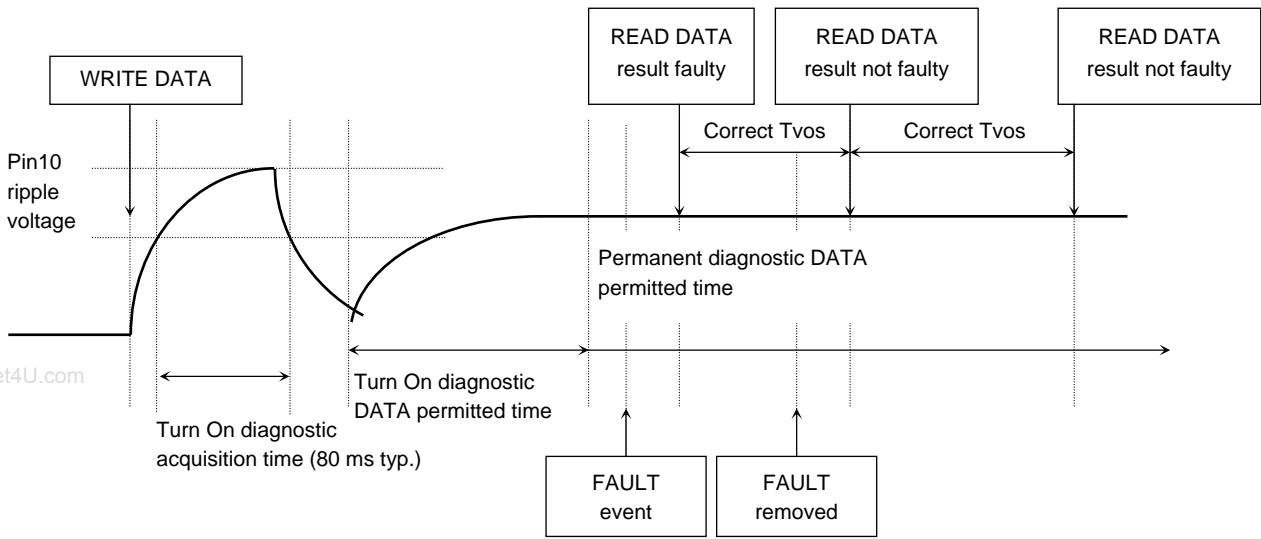 READ DATA
result faulty
READ DATA
result not faulty
READ DATA
result not faulty
WRITE DATA
Correct Tvos
Correct Tvos
Pin10
ripple
voltage
Permanent diagnostic DATA
permitted time
et4U.com
Turn On diagnostic
DATA permitted time
Turn On diagnostic
acquisition time (80 ms typ.)
FAULT
event
FAULT
removed